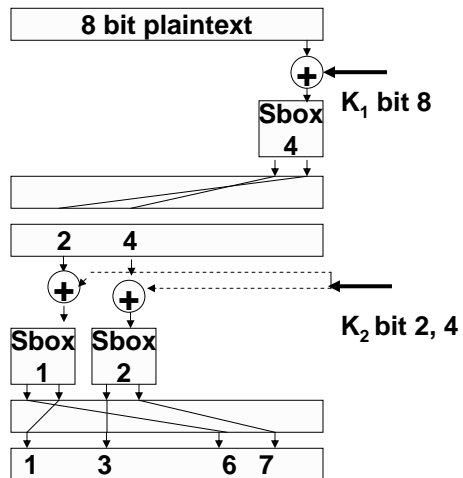 8 bit plaintext
+
K₁ bit 8
Sbox
4
2 4
+ +
K₂ bit 2, 4
Sbox Sbox
1 2
1 3 6 7